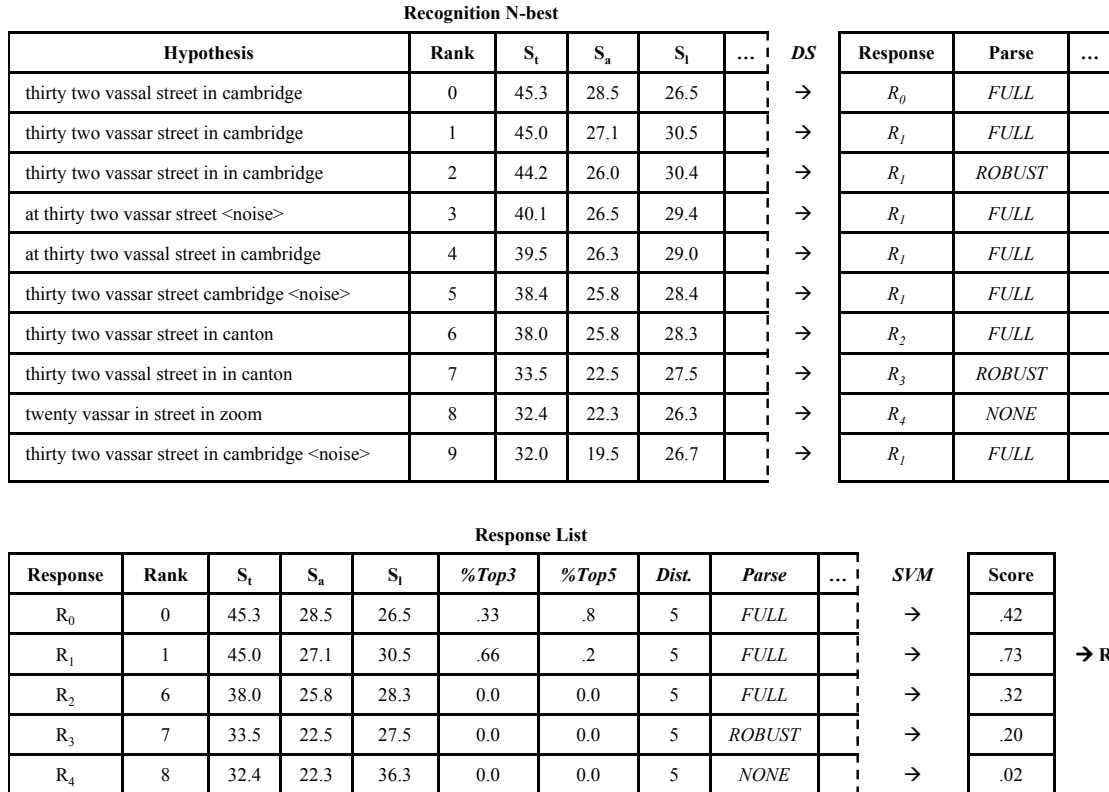 Recognition N-best
Hypothesis Rank St Sa Sl … DS Response Parse …
thirty two vassal street in cambridge 0 45.3 28.5 26.5 → R0 FULL
thirty two vassar street in cambridge 1 45.0 27.1 30.5 → R1 FULL
thirty two vassar street in in cambridge 2 44.2 26.0 30.4 → R1 ROBUST
at thirty two vassar street <noise> 3 40.1 26.5 29.4 → R1 FULL
at thirty two vassal street in cambridge 4 39.5 26.3 29.0 → R1 FULL
thirty two vassar street cambridge <noise> 5 38.4 25.8 28.4 → R1 FULL
thirty two vassar street in canton 6 38.0 25.8 28.3 → R2 FULL
thirty two vassal street in in canton 7 33.5 22.5 27.5 → R3 ROBUST
twenty vassar in street in zoom 8 32.4 22.3 26.3 → R4 NONE
thirty two vassar street in cambridge <noise> 9 32.0 19.5 26.7 → R1 FULL
Response List
Response Rank St Sa Sl %Top3 %Top5 Dist. Parse … SVM Score
R0 0 45.3 28.5 26.5 .33 .8 5 FULL → .42
R1 1 45.0 27.1 30.5 .66 .2 5 FULL → .73 → R
R2 6 38.0 25.8 28.3 0.0 0.0 5 FULL → .32
R3 7 33.5 22.5 27.5 0.0 0.0 5 ROBUST → .20
R4 8 32.4 22.3 36.3 0.0 0.0 5 NONE → .02